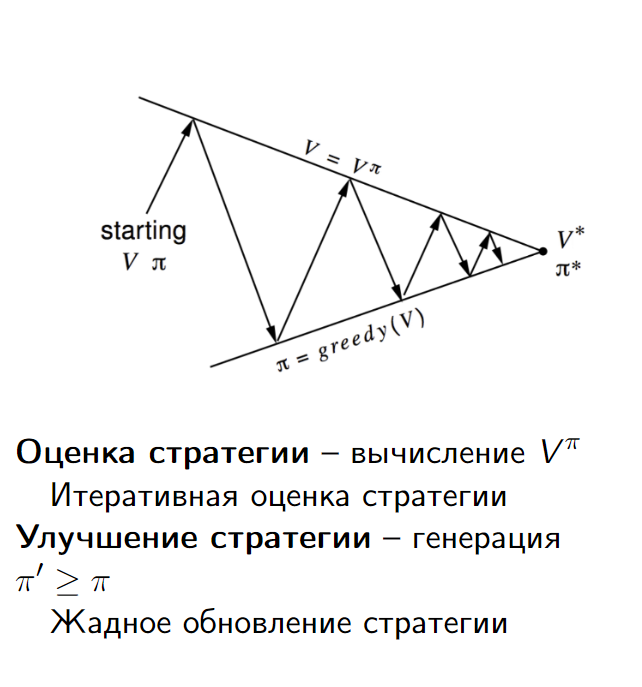 V = Vπ
starting
V π
V*
π*
π = greedy(V)
Оценка стратегии – вычисление V^π
Итеративная оценка стратегии
Улучшение стратегии – генерация
π′ ≥ π
Жадное обновление стратегии